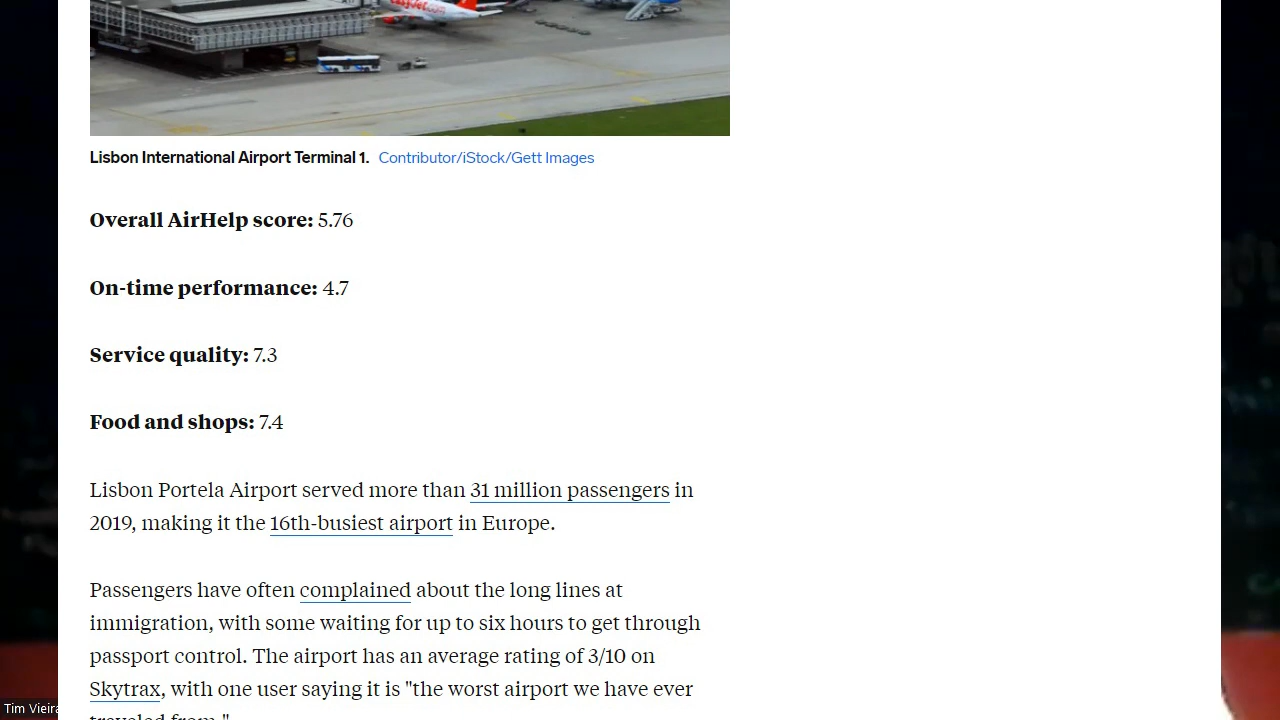 easyJet.com
Lisbon International Airport Terminal 1. Contributor/iStock/Gett Images
Overall AirHelp score: 5.76
On-time performance: 4.7
Service quality: 7.3
Food and shops: 7.4
Lisbon Portela Airport served more than 31 million passengers in
2019, making it the 16th-busiest airport in Europe.
Passengers have often complained about the long lines at
immigration, with some waiting for up to six hours to get through
passport control. The airport has an average rating of 3/10 on
Skytrax, with one user saying it is "the worst airport we have ever
traveled from."
Tim Vieira